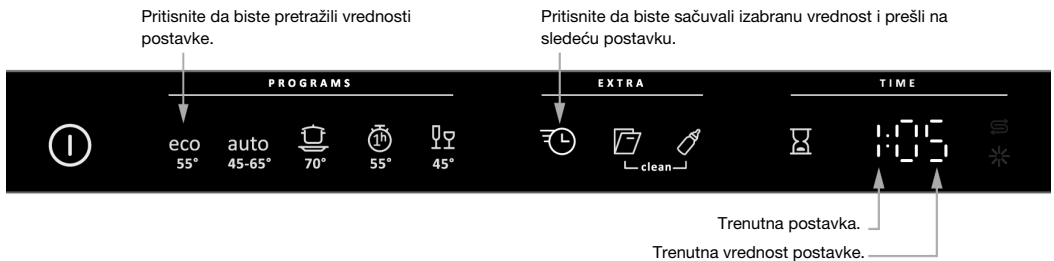 Pritisnite da biste pretražili vrednosti
postavke.
Pritisnite da biste sačuvali izabranu vrednost i prešli na
sledeću postavku.
PROGRAMS
EXTRA
TIME
eco
55°
auto
45-65°
70°
1h
55°
45°
clean
1:05
Trenutna postavka.
Trenutna vrednost postavke.